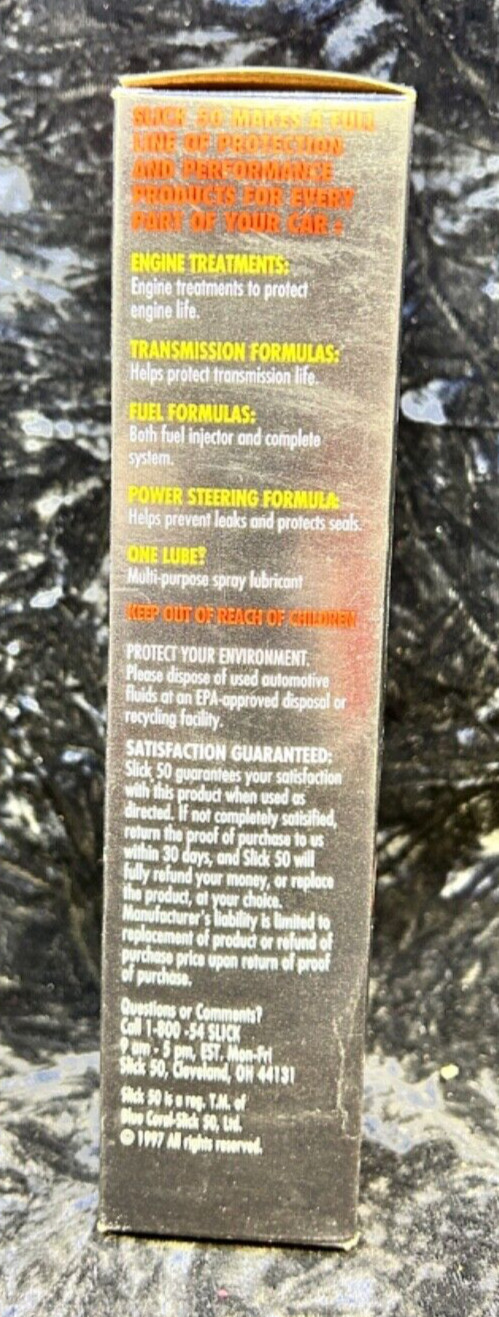 SLICK 50 MAKES A FULL
LINE OF PROTECTION
AND PERFORMANCE
PRODUCTS FOR EVERY
PART OF YOUR CAR:
ENGINE TREATMENTS:
Engine treatments to protect
engine life.
TRANSMISSION FORMULAS:
Helps protect transmission life.
FUEL FORMULAS:
Both fuel injector and complete
system.
POWER STEERING FORMULA:
Helps prevent leaks and protects seals.
ONE LUBE®
Multi-purpose spray lubricant
KEEP OUT OF REACH OF CHILDREN
PROTECT YOUR ENVIRONMENT.
Please dispose of used automotive
fluids at an EPA-approved disposal or
recycling facility.
SATISFACTION GUARANTEED:
Slick 50 guarantees your satisfaction
with this product when used as
directed. If not completely satisified,
return the proof of purchase to us
within 30 days, and Slick 50 will
fully refund your money, or replace
the product, at your choice.
Manufacturer's liability is limited to
replacement of product or refund of
purchase price upon return of proof
of purchase.
Questions or Comments?
Call 1-800 -54 SLICK
9 am - 5 pm, EST. Mon-Fri
Slick 50, Cleveland, OH 44131
Slick 50 is a reg. T.M. of
Blue Coral-Slick 50, Ltd.
© 1997 All rights reserved.